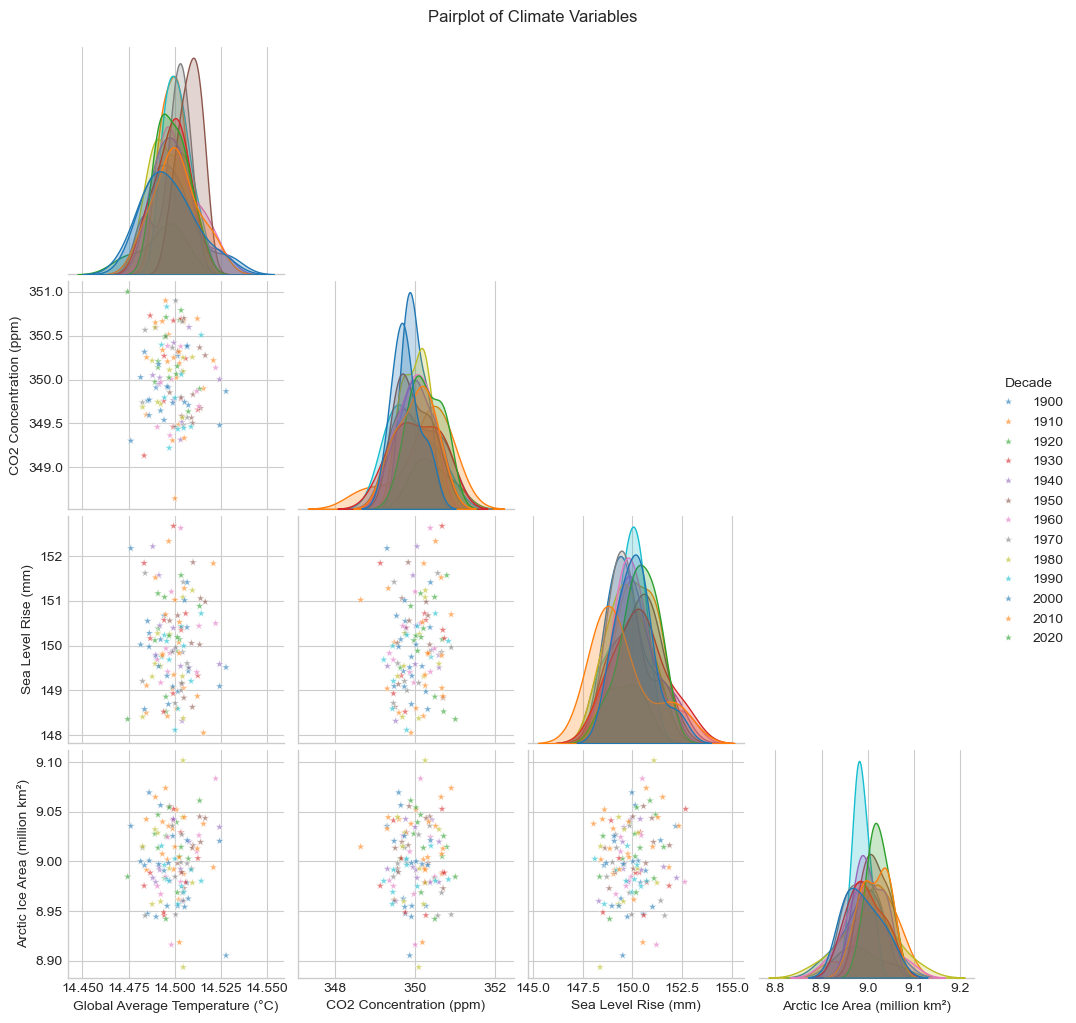 Pairplot of Climate Variables
351.0
350.5
350.0
349.5
349.0
CO2 Concentration (ppm)
152
151
150
149
148
Sea Level Rise (mm)
9.10
9.05
9.00
8.95
8.90
Arctic Ice Area (million km²)
14.450 14.475 14.500 14.525 14.550
Global Average Temperature (°C)
348 350 352
CO2 Concentration (ppm)
145.0 147.5 150.0 152.5 155.0
Sea Level Rise (mm)
8.8 8.9 9.0 9.1 9.2
Arctic Ice Area (million km²)
Decade
1900
1910
1920
1930
1940
1950
1960
1970
1980
1990
2000
2010
2020